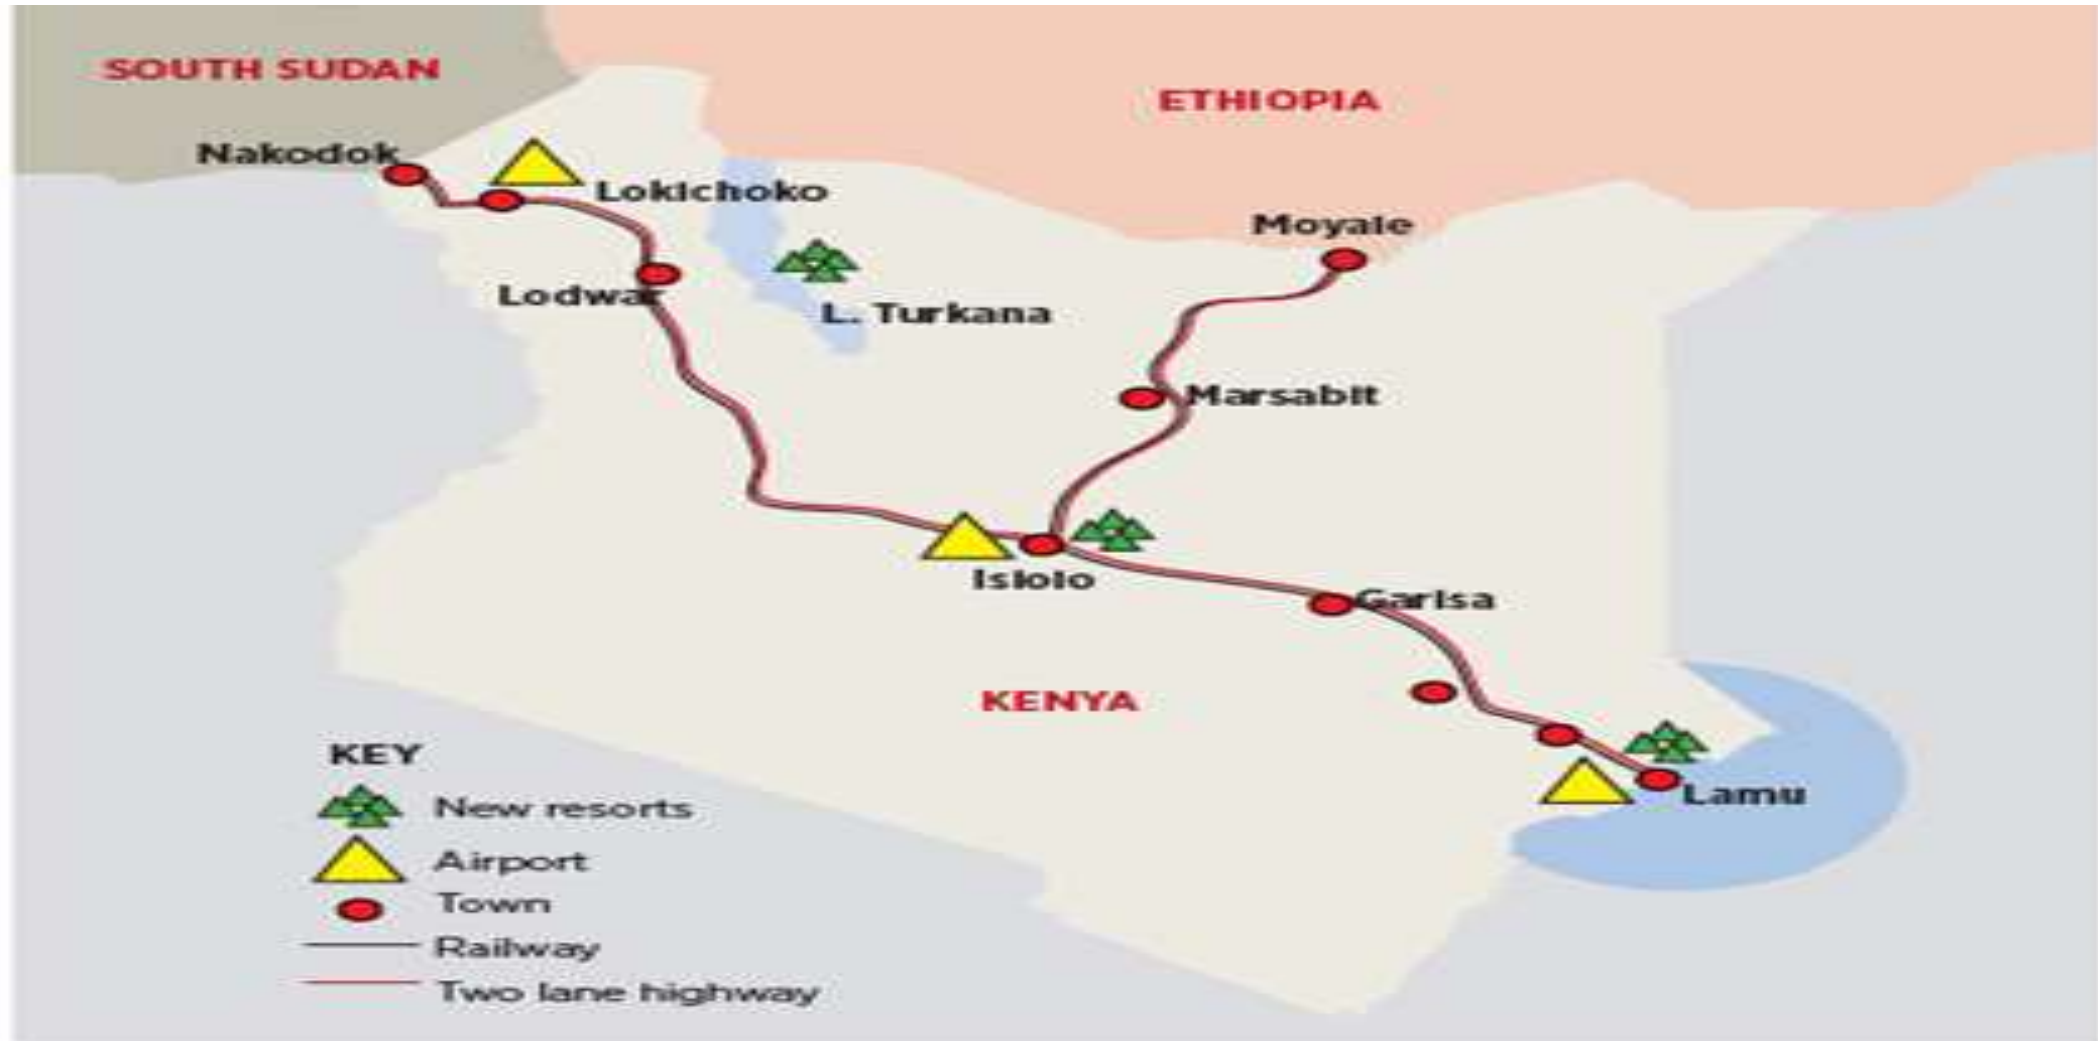 SOUTH SUDAN
ETHIOPIA
Nakodok
Lokichoko
Moyale
Lodwar
L. Turkana
Marsabit
Isiolo
Garisa
KENYA
Lamu
KEY
New resorts
Airport
Town
Railway
Two lane highway